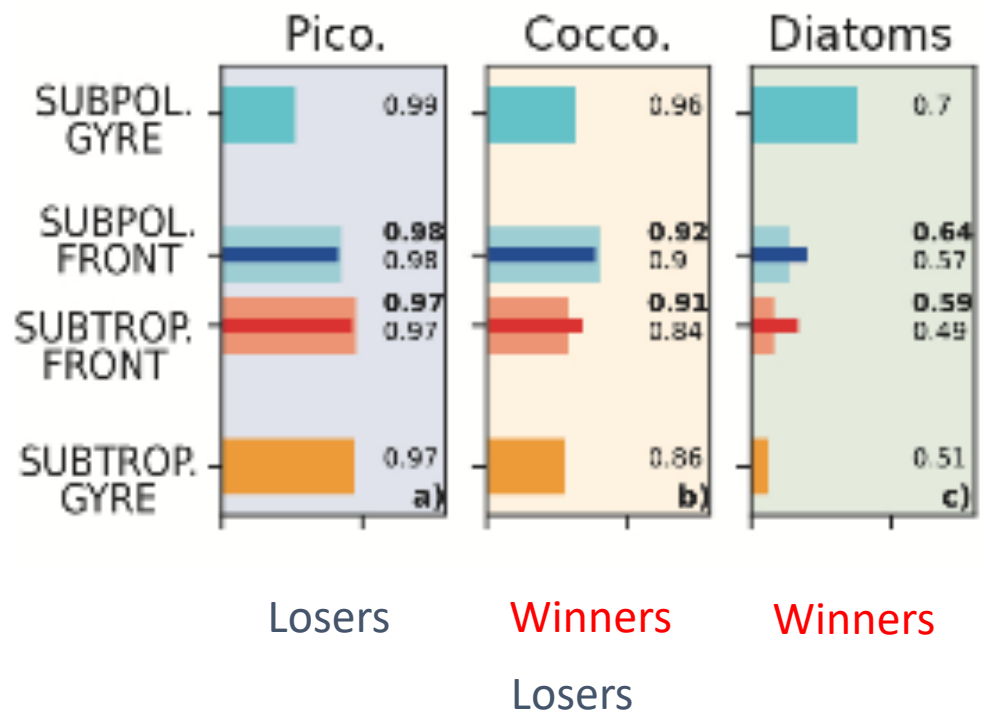 Pico. Cocco. Diatoms
SUBPOL.
GYRE
0.99 0.96 0.7
SUBPOL.
FRONT
0.98 0.92 0.64
0.98 0.9 0.57
SUBTROP.
FRONT
0.97 0.91 0.59
0.97 0.84 0.49
SUBTROP.
GYRE
0.97 0.86 0.51
a) b) c)
Losers Winners Winners
Losers